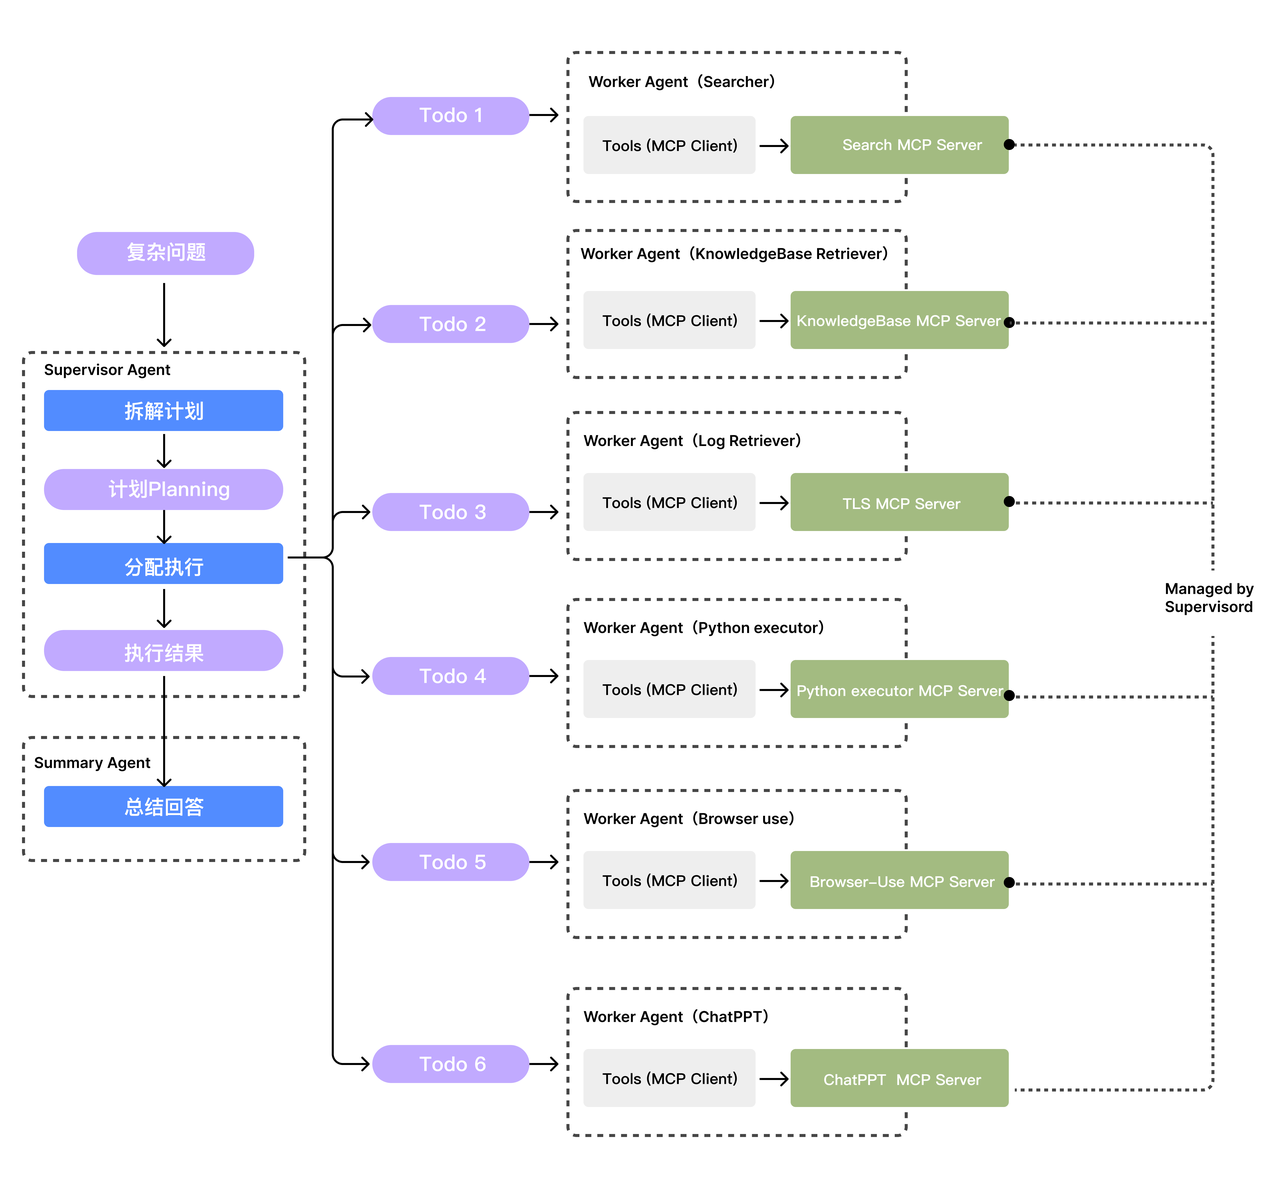 复杂问题
Supervisor Agent
拆解计划
计划Planning
分配执行
执行结果
Summary Agent
总结回答
Todo 1
Worker Agent（Searcher）
Tools (MCP Client)
Search MCP Server
Todo 2
Worker Agent（KnowledgeBase Retriever）
Tools (MCP Client)
KnowledgeBase MCP Server
Todo 3
Worker Agent（Log Retriever）
Tools (MCP Client)
TLS MCP Server
Todo 4
Worker Agent（Python executor）
Tools (MCP Client)
Python executor MCP Server
Todo 5
Worker Agent（Browser use）
Tools (MCP Client)
Browser-Use MCP Server
Todo 6
Worker Agent（ChatPPT）
Tools (MCP Client)
ChatPPT MCP Server
Managed by
Supervisord